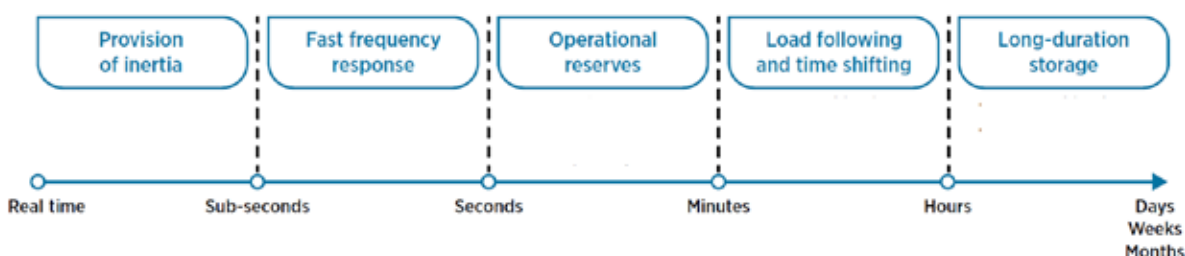 Provision
of inertia
Fast frequency
response
Operational
reserves
Load following
and time shifting
Long-duration
storage
Real time
Sub-seconds
Seconds
Minutes
Hours
Days
Weeks
Months